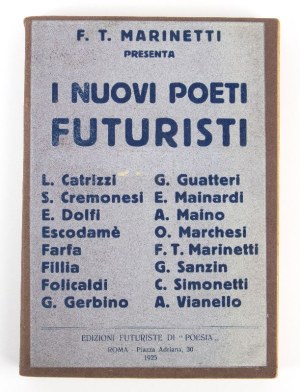 F. T. MARINETTI
PRESENTA
I NUOVI POETI
FUTURISTI
L. Catrizzi G. Guatteri
S. Cremonesi E. Mainardi
E. Dolfi A. Maino
Escodamè O. Marchesi
Farfa F. T. Marinetti
Fillia G. Sanzin
Folicaldi C. Simonetti
G. Gerbino A. Vianello
EDIZIONI FUTURISTE DI "POESIA„
ROMA - Piazza Adriana, 30
1925